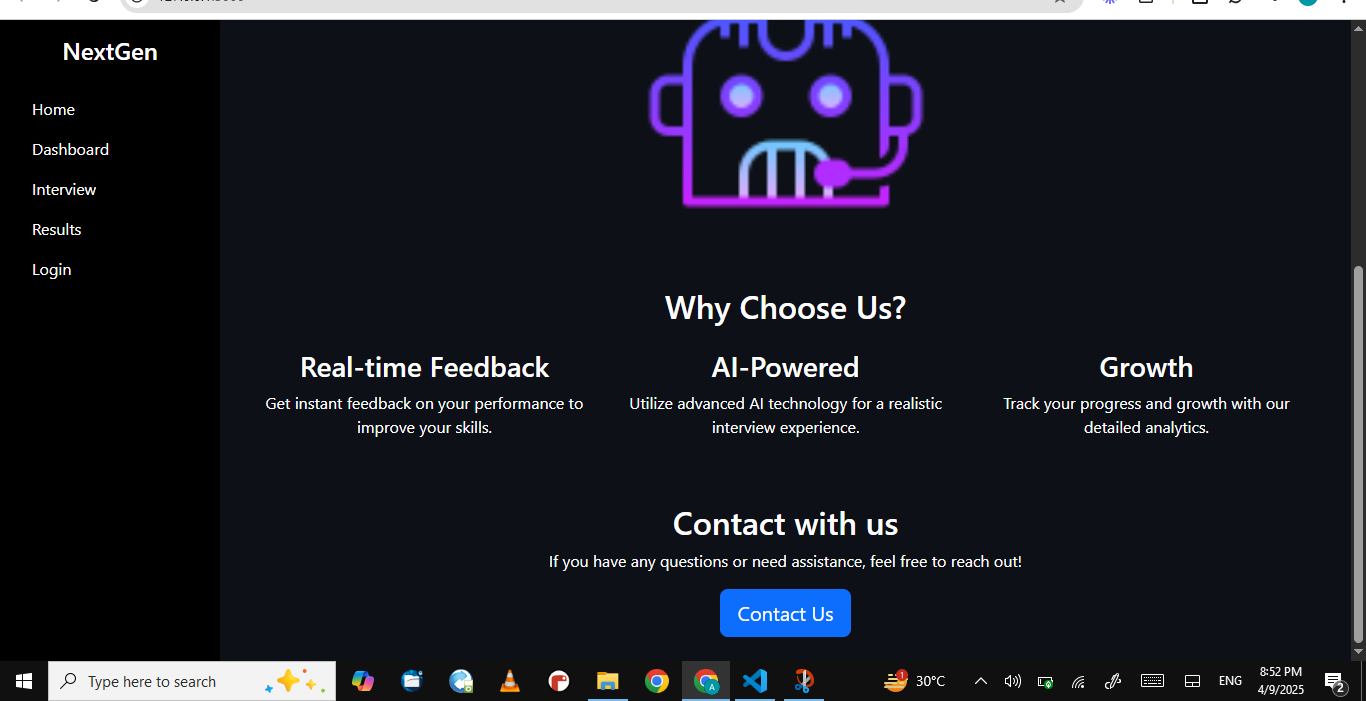 NextGen
Home
Dashboard
Interview
Results
Login
Why Choose Us?
Real-time Feedback
Get instant feedback on your performance to
improve your skills.
AI-Powered
Utilize advanced AI technology for a realistic
interview experience.
Growth
Track your progress and growth with our
detailed analytics.
Contact with us
If you have any questions or need assistance, feel free to reach out!
Contact Us
Type here to search
A
1
30°C
ENG
8:52 PM
4/9/2025
2